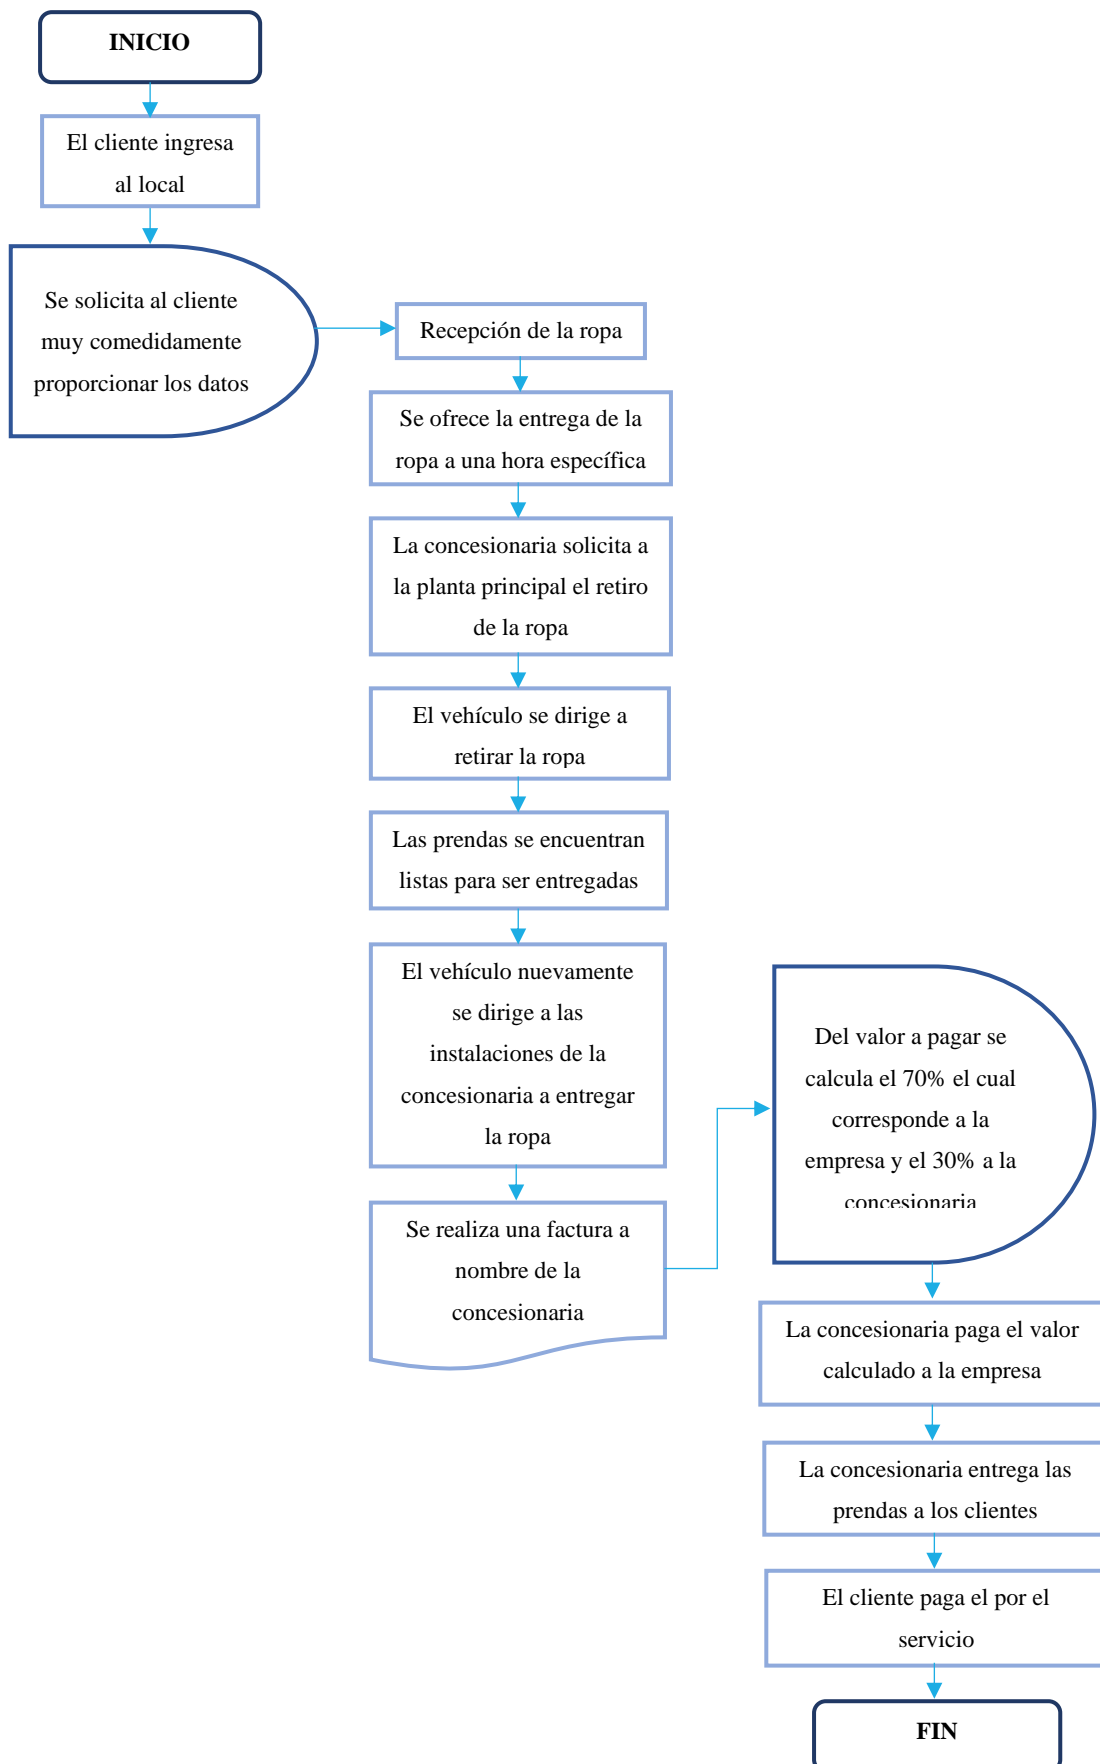 INICIO
El cliente ingresa
al local
Se solicita al cliente
muy comedidamente
proporcionar los datos
Recepción de la ropa
Se ofrece la entrega de la
ropa a una hora específica
La concesionaria solicita a
la planta principal el retiro
de la ropa
El vehículo se dirige a
retirar la ropa
Las prendas se encuentran
listas para ser entregadas
El vehículo nuevamente
se dirige a las
instalaciones de la
concesionaria a entregar
la ropa
Se realiza una factura a
nombre de la
concesionaria
Del valor a pagar se
calcula el 70% el cual
corresponde a la
empresa y el 30% a la
concesionaria
La concesionaria paga el valor
calculado a la empresa
La concesionaria entrega las
prendas a los clientes
El cliente paga el por el
servicio
FIN